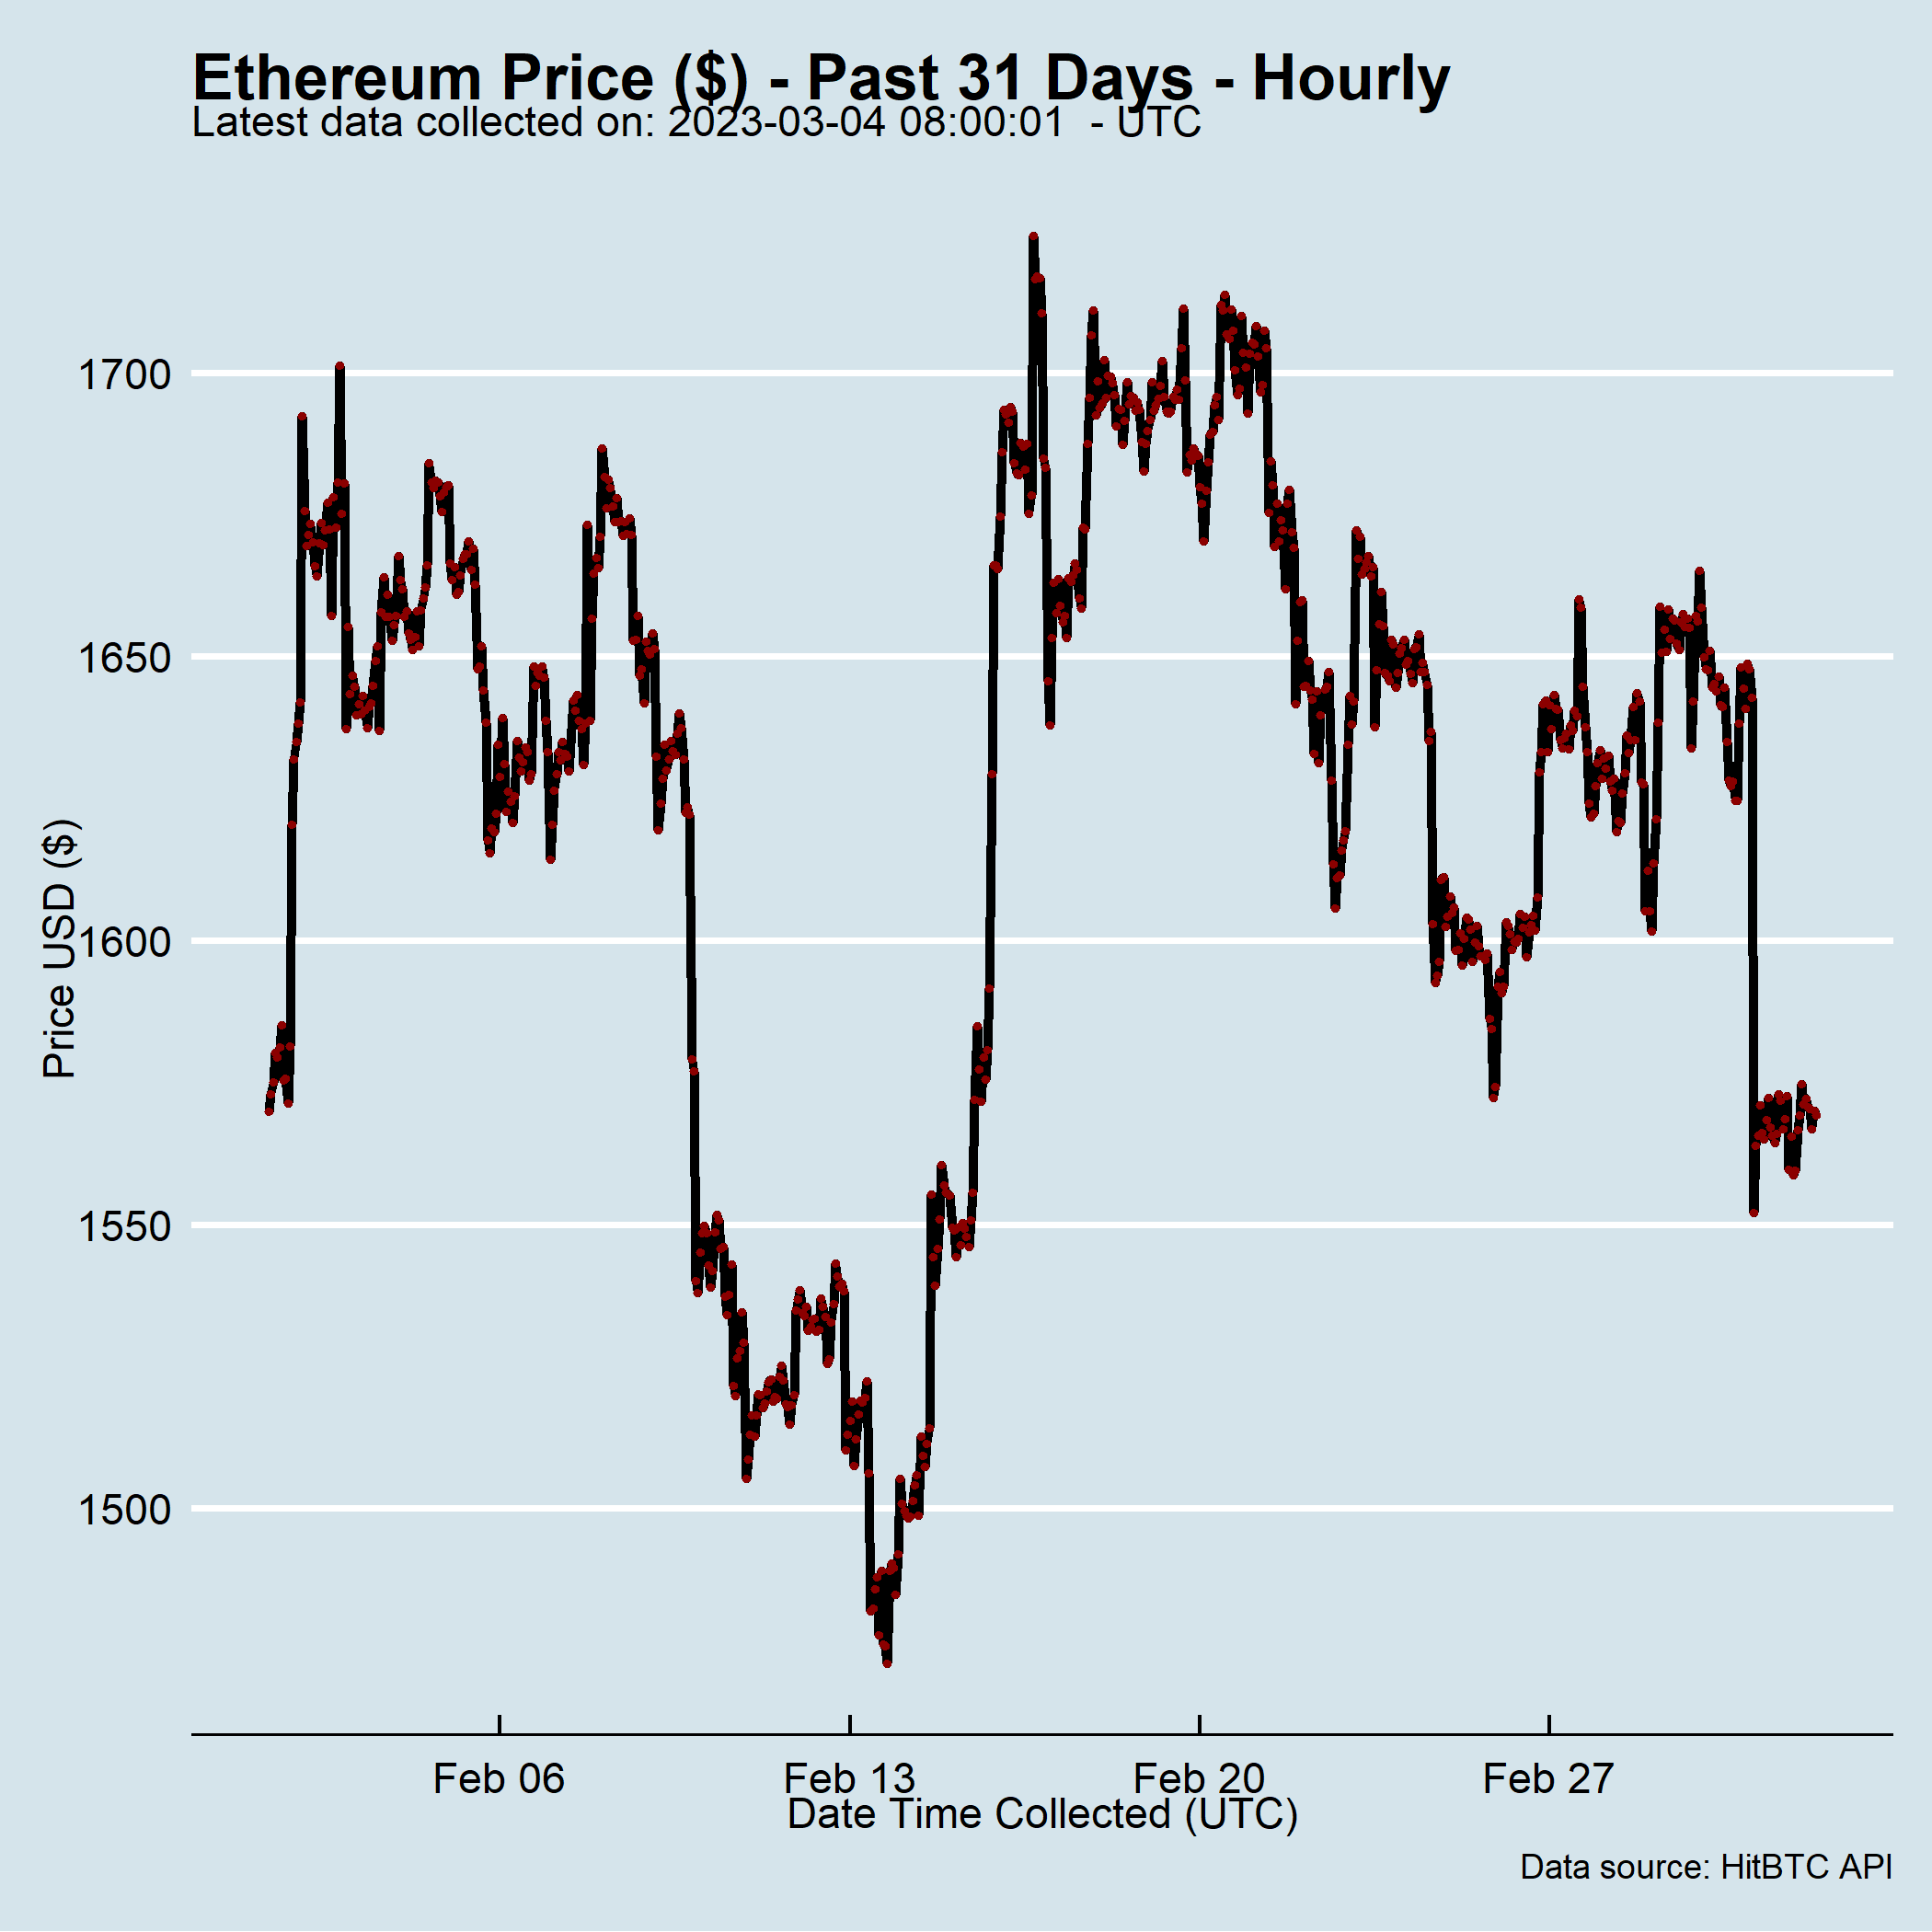 Ethereum Price ($) - Past 31 Days - Hourly
Latest data collected on: 2023-03-04 08:00:01  - UTC
Price USD ($)
1700
1650
1600
1550
1500
Feb 06
Feb 13
Feb 20
Feb 27
Date Time Collected (UTC)
Data source: HitBTC API